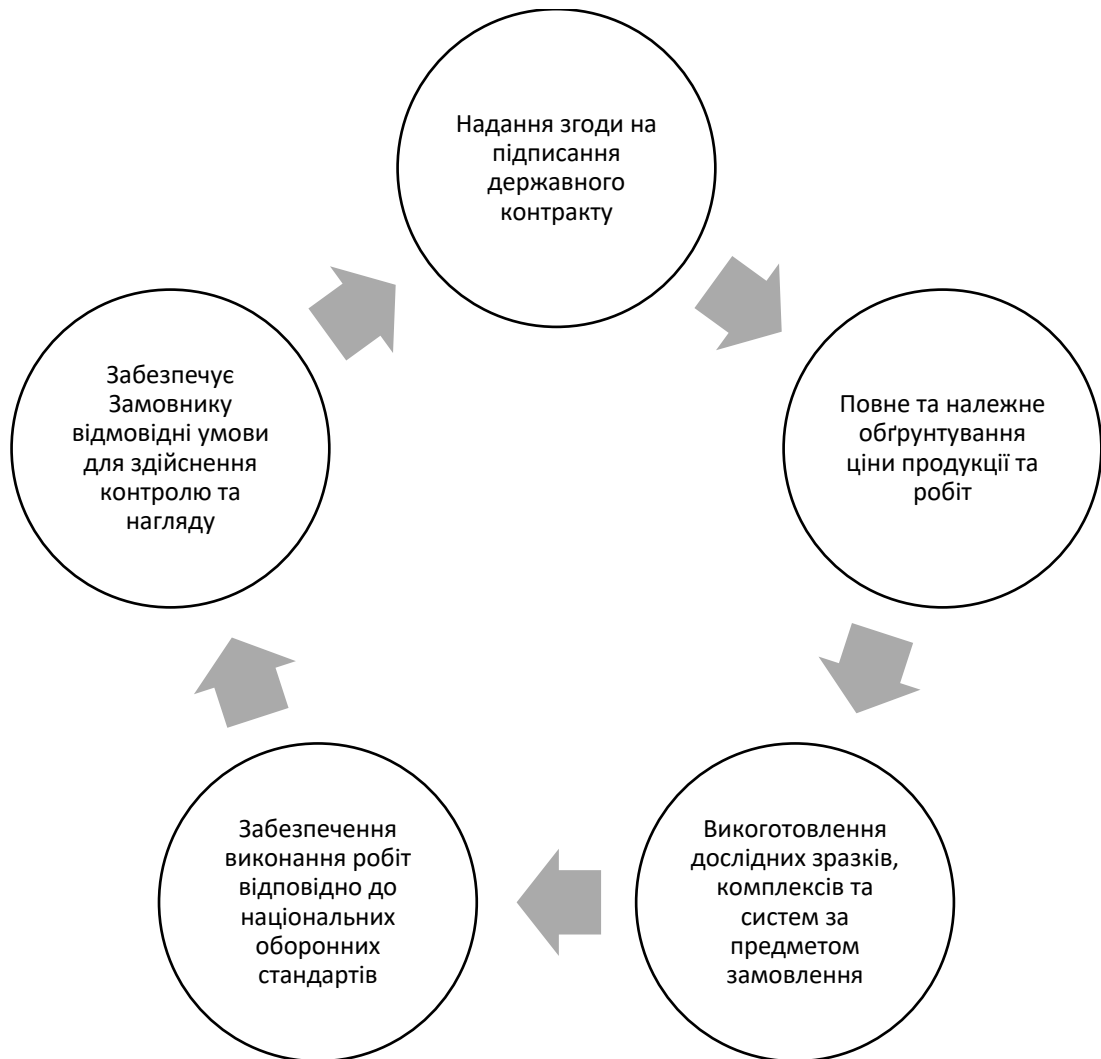 Надання згоди на
підписання
державного
контракту
Повне та належне
обґрунтування
ціни продукції та
робіт
Викоготовлення
дослідних зразків,
комплексів та
систем за
предметом
замовлення
Забезпечення
виконання робіт
відповідно до
національних
оборонних
стандартів
Забезпечує
Замовнику
відмовідні умови
для здійснення
контролю та
нагляду